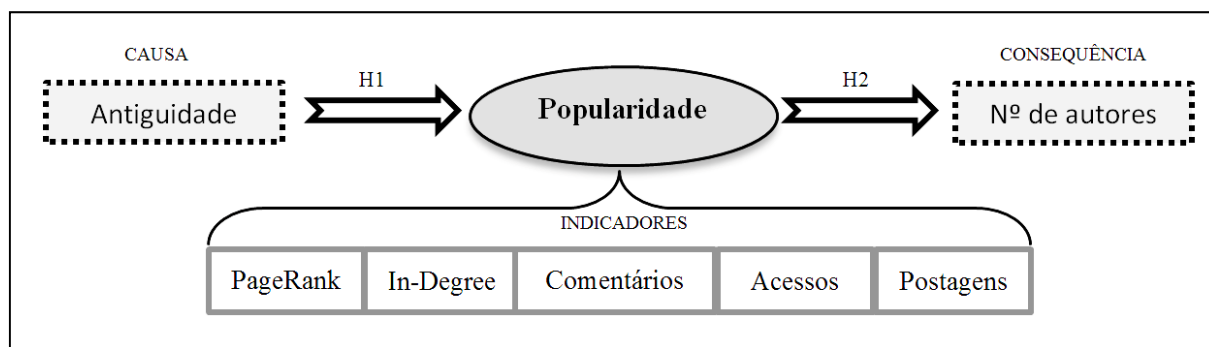 CAUSA
CONSEQUÊNCIA
H1
H2
Antiguidade
Popularidade
Nº de autores
INDICADORES
PageRank
In-Degree
Comentários
Acessos
Postagens